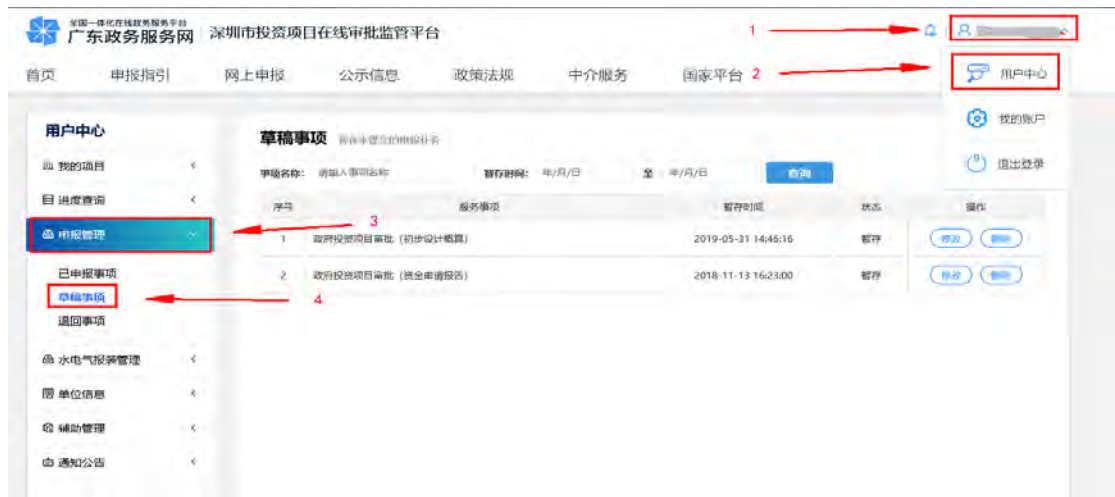 全国一体化在线政务服务平台
广东政务服务网 深圳市投资项目在线审批监管平台 1
首页 申报指引 网上申报 公示信息 政策法规 中介服务 国家平台 2 用户中心
我的账户
退出登录
用户中心
草稿事项
我的项目
事项名称: 请输入事项名称 暂存时间: 年/月/日 至 年/月/日 查询
进度查询
序号 服务事项 暂存时间 状态 操作
申报管理 3
1 政府投资项目审批（初步设计概算） 2019-05-31 14:46:16 暂存 修改 删除
已申报事项
2 政府投资项目审批（资金申请报告） 2018-11-13 16:23:00 暂存 修改 删除
草稿事项 4
退回事项
水电气报装管理
单位信息
辅助管理
通知公告